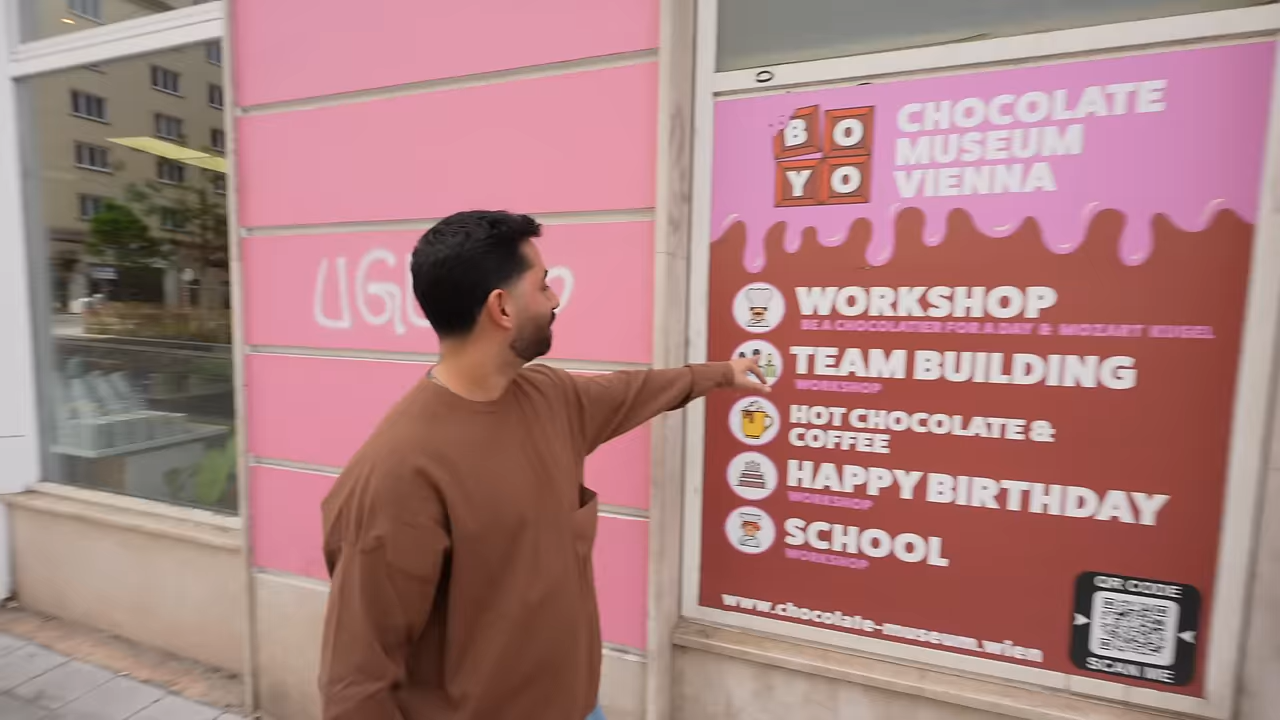 UGU
B O
Y O
CHOCOLATE
MUSEUM
VIENNA
WORKSHOP
BE A CHOCOLATIER FOR A DAY & MOZART KUGEL
TEAM BUILDING
WORKSHOP
HOT CHOCOLATE &
COFFEE
HAPPY BIRTHDAY
WORKSHOP
SCHOOL
WORKSHOP
www.chocolate-museum.wien
QR CODE
SCAN ME